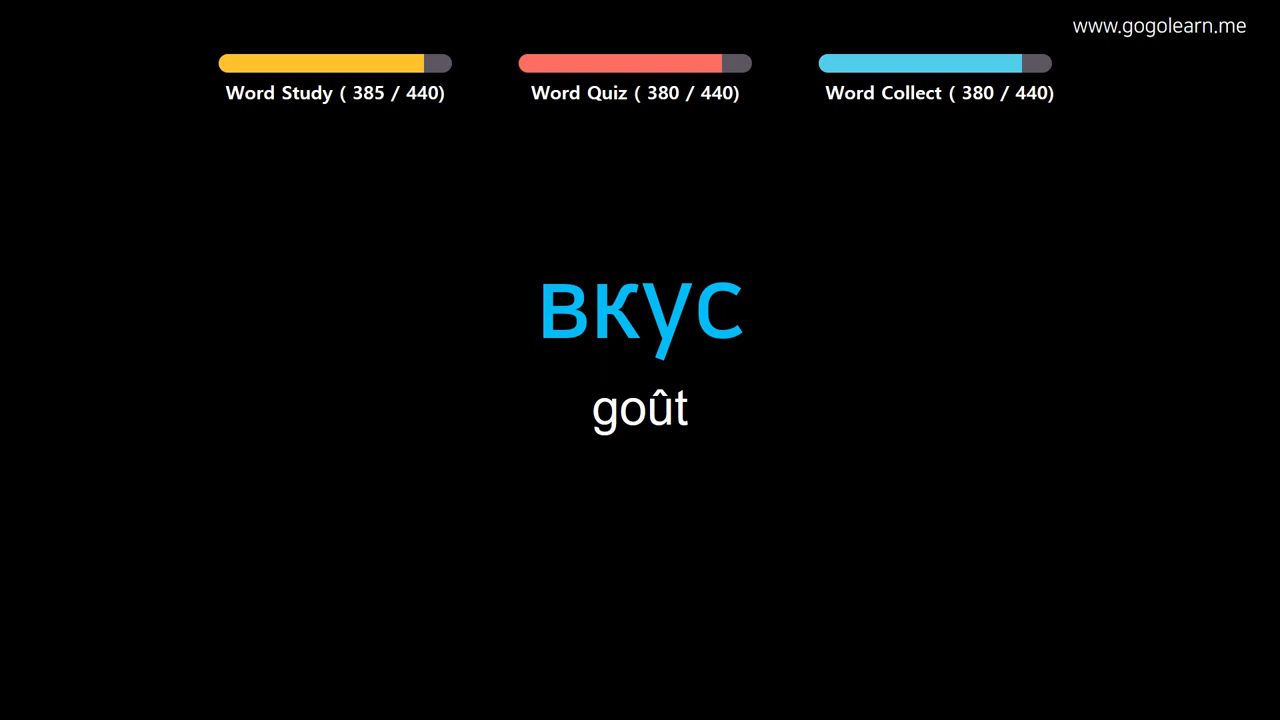 www.gogolearn.me
Word Study ( 385 / 440)
Word Quiz ( 380 / 440)
Word Collect ( 380 / 440)
вкус
goût